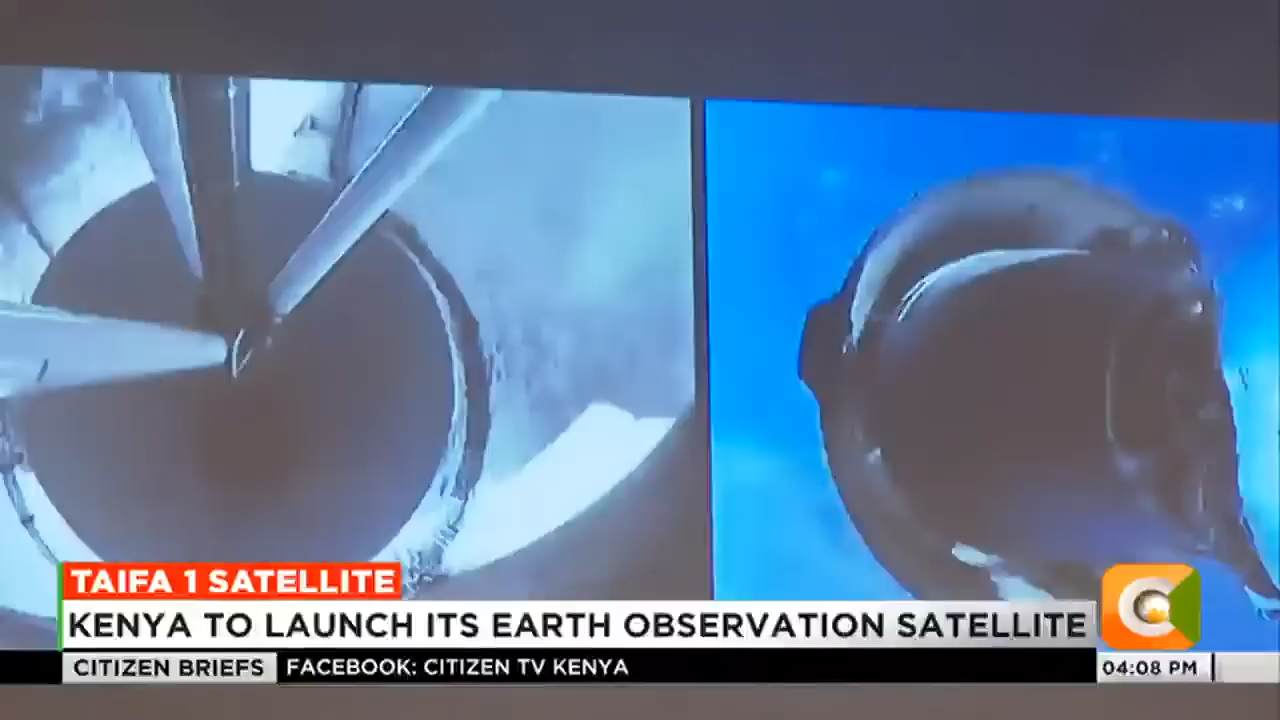 TAIFA 1 SATELLITE
KENYA TO LAUNCH ITS EARTH OBSERVATION SATELLITE
CITIZEN BRIEFS
FACEBOOK: CITIZEN TV KENYA
04:08 PM